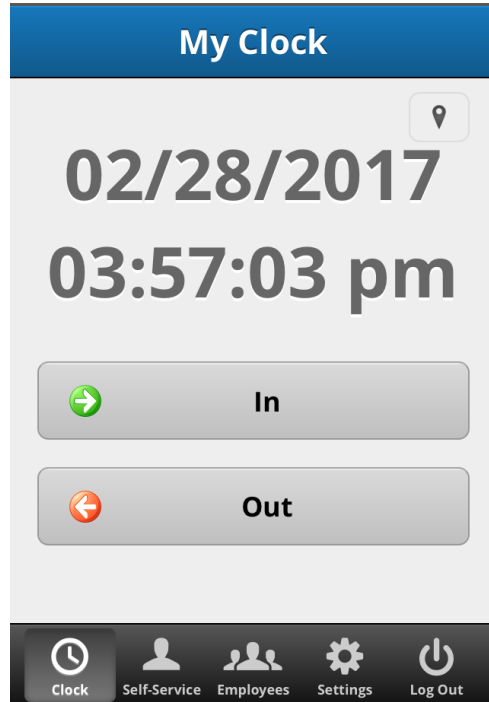 My Clock
02/28/2017
03:57:03 pm
In
Out
Clock Self-Service Employees Settings Log Out